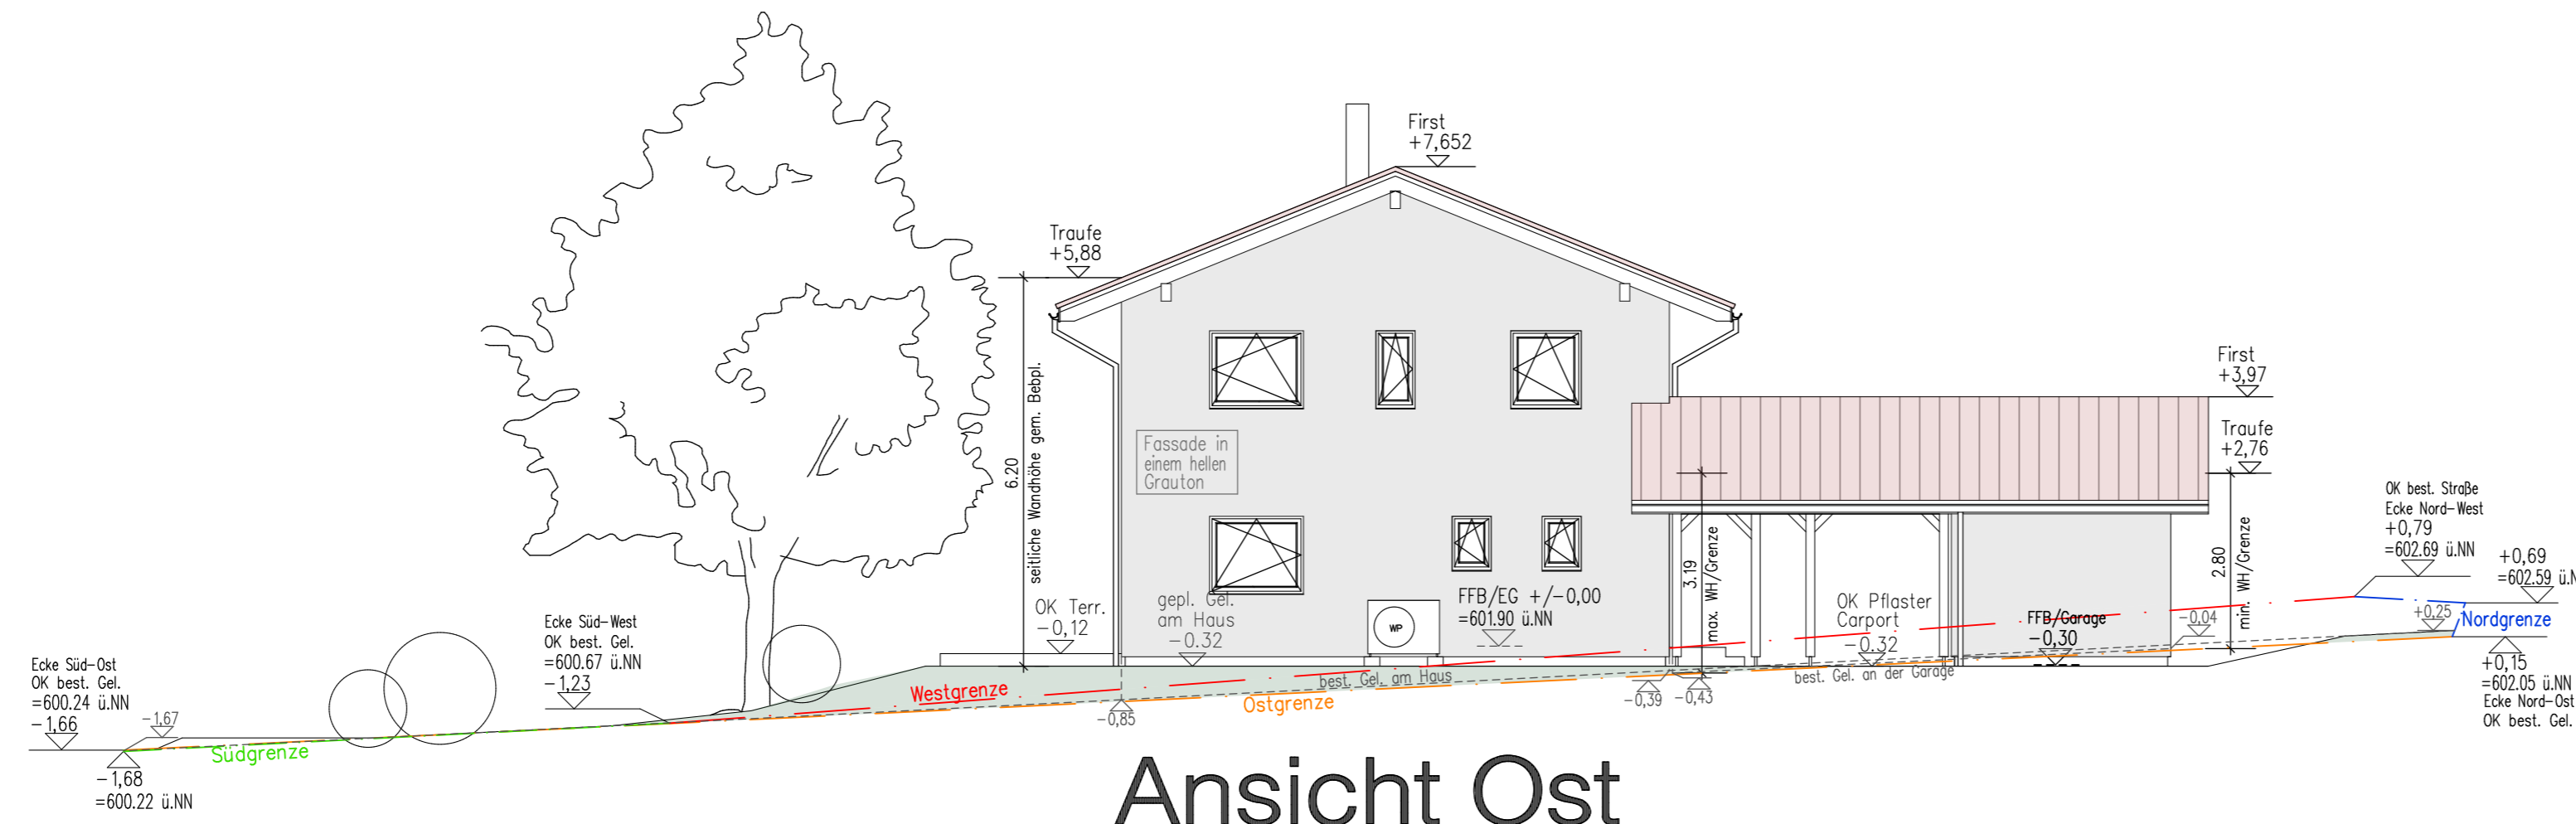 First
+7,652
Traufe
+5,88
6.20
seitliche Wandhöhe gem. Bebpl.
Fassade in
einem hellen
Grauton
First
+3,97
Traufe
+2,76
2.80
min. WH/Grenze
3.19
max. WH/Grenze
OK best. Straße
Ecke Nord-West
+0,79
=602.69 ü.NN
+0,69
=602.59 ü.N
+0,25
Nordgrenze
+0,15
=602.05 ü.NN
Ecke Nord-Ost
OK best. Gel.
-0,04
FFB/Garage
-0,30
OK Pflaster
Carport
-0.32
best. Gel. an der Garage
FFB/EG +/-0,00
=601.90 ü.NN
WP
gepl. Gel.
am Haus
-0.32
OK Terr.
-0,12
best. Gel. am Haus
-0,39
-0,43
-0,85
Westgrenze
Ostgrenze
Ecke Süd-West
OK best. Gel.
=600.67 ü.NN
-1,23
Ecke Süd-Ost
OK best. Gel.
=600.24 ü.NN
-1,66
-1,67
Südgrenze
-1,68
=600.22 ü.NN
Ansicht Ost